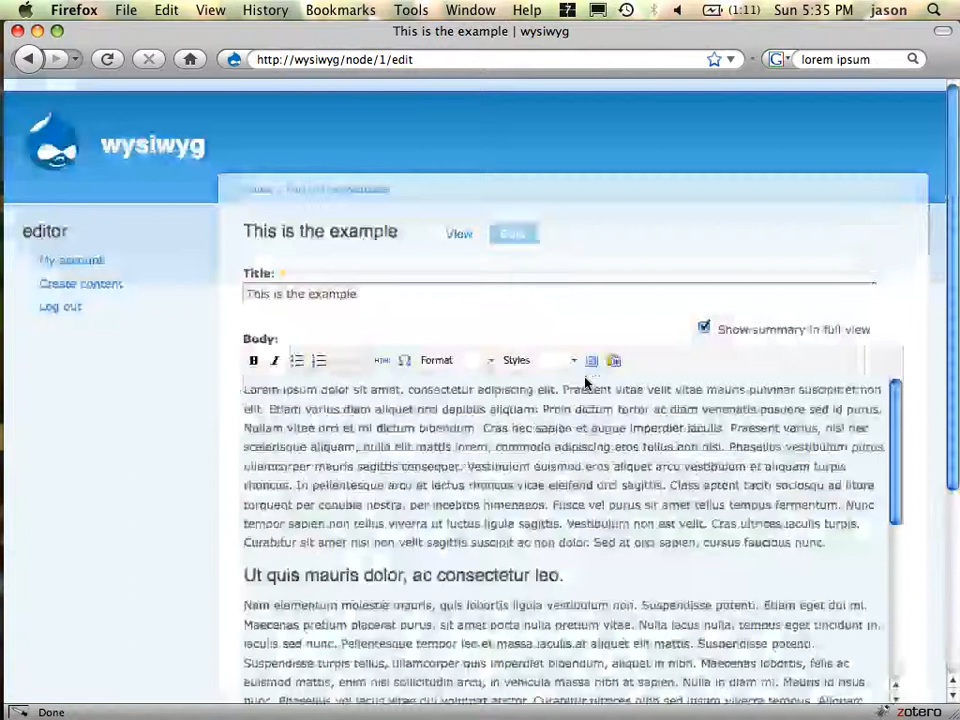 Firefox File Edit View History Bookmarks Tools Window Help (1:11) Sun 5:35 PM jason
This is the example | wysiwyg
http://wysiwyg/node/1/edit lorem ipsum
wysiwyg
editor
My account
Create content
Log out
This is the example View Edit
Title:
This is the example
Show summary in full view
Body:
B I HTML Ω Format Styles
Lorem ipsum dolor sit amet, consectetur adipiscing elit. Praesent vitae velit vitae mauris pulvinar suscipit et non
elit. Etiam varius diam aliquet orci dapibus aliquam. Proin dictum tortor ac diam venenatis posuere sed id purus.
Nullam vitae orci et mi dictum bibendum. Cras nec sapien et augue imperdiet iaculis. Praesent varius, nisl nec
scelerisque aliquam, nulla elit mattis lorem, commodo adipiscing eros tellus non nisl. Phasellus vestibulum purus
ullamcorper mauris sagittis consequat. Vestibulum euismod eros aliquet arcu vestibulum et aliquam turpis
rhoncus. In pellentesque arcu et lectus rhoncus vitae eleifend orci sagittis. Class aptent taciti sociosqu ad litora
torquent per conubia nostra, per inceptos himenaeos. Fusce vel purus sit amet tellus tempus fermentum. Nunc
tempor sapien non tellus viverra ut luctus ligula sagittis. Vestibulum non est velit. Cras ultrices iaculis turpis.
Curabitur sit amet nisl non velit sagittis suscipit ac non dolor. Sed at orci sapien, cursus faucibus nunc.
Ut quis mauris dolor, ac consectetur leo.
Nam elementum molestie mauris, quis lobortis ligula vestibulum non. Suspendisse potenti. Etiam eget dui mi.
Maecenas pretium placerat purus, sit amet porta nulla pretium vitae. Nulla lacus nulla, tempus eget tincidunt in,
iaculis sed nunc. Pellentesque tempor leo et massa iaculis at mattis. Suspendisse potenti.
Suspendisse turpis tellus, ullamcorper quis imperdiet bibendum, aliquet in nibh. Maecenas lobortis, felis ac
euismod mattis, enim nisi sollicitudin arcu, in vehicula mi nibh at sapien. Nulla in diam mi. Mauris id risus
Done zotero